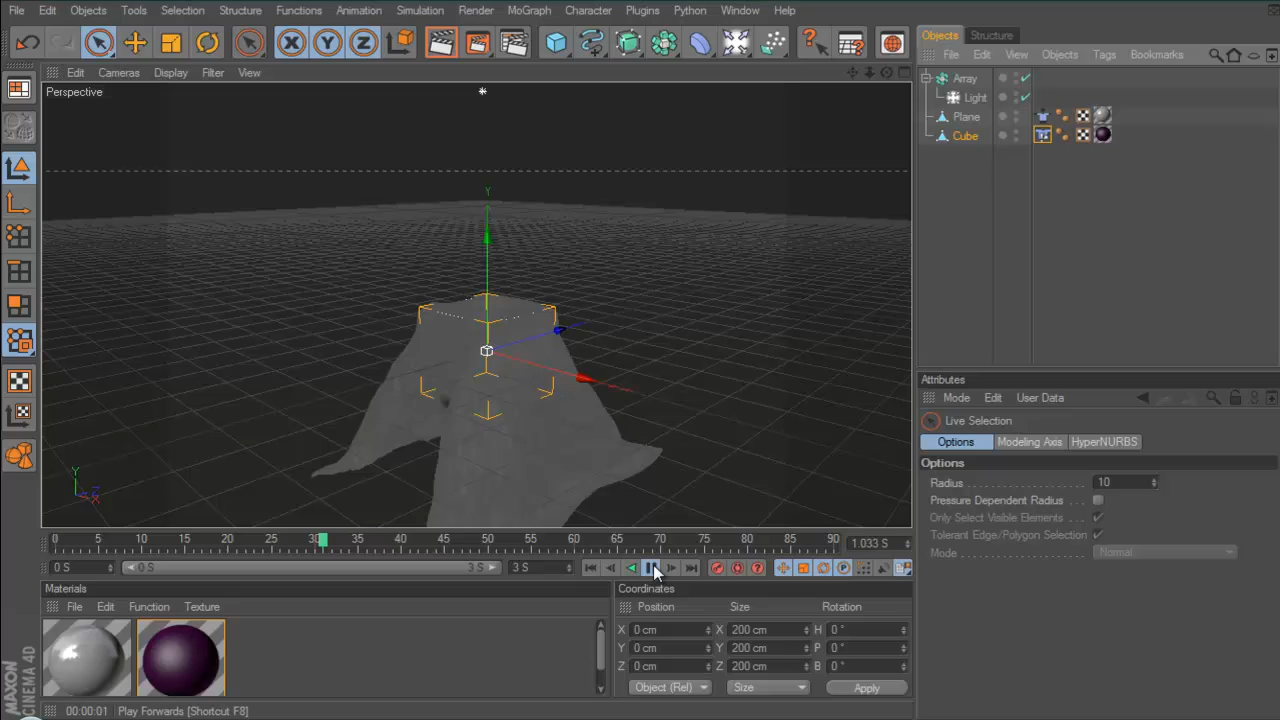 File Edit Objects Tools Selection Structure Functions Animation Simulation Render MoGraph Character Plugins Python Window Help
X Y Z
Edit Cameras Display Filter View
Perspective
Y
Y
Z
X
0 5 10 15 20 25 30 35 40 45 50 55 60 65 70 75 80 85 90 1.033 S
0 S 0 S 3 S 3 S
Materials
File Edit Function Texture
Coordinates
Position Size Rotation
X 0 cm X 200 cm H 0 °
Y 0 cm Y 200 cm P 0 °
Z 0 cm Z 200 cm B 0 °
Object (Rel) Size Apply
MAXON
CINEMA 4D
00:00:01 Play Forwards [Shortcut F8]
Objects Structure
File Edit View Objects Tags Bookmarks
Array
Light
Plane
Cube
Attributes
Mode Edit User Data
Live Selection
Options Modeling Axis HyperNURBS
Options
Radius 10
Pressure Dependent Radius
Only Select Visible Elements
Tolerant Edge/Polygon Selection
Mode Normal